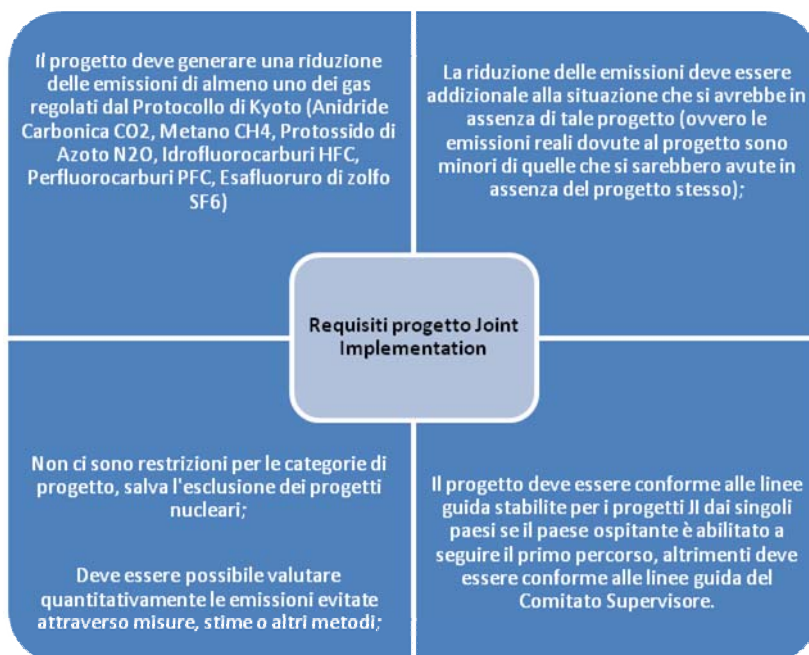 Il progetto deve generare una riduzione
delle emissioni di almeno uno dei gas
regolati dal Protocollo di Kyoto (Anidride
Carbonica CO2, Metano CH4, Protossido di
Azoto N2O, Idrofluorocarburi HFC,
Perfluorocarburi PFC, Esafluoruro di zolfo
SF6)
La riduzione delle emissioni deve essere
addizionale alla situazione che si avrebbe in
assenza di tale progetto (ovvero le
emissioni reali dovute al progetto sono
minori di quelle che si sarebbero avute in
assenza del progetto stesso);
Requisiti progetto Joint
Implementation
Non ci sono restrizioni per le categorie di
progetto, salva l'esclusione dei progetti
nucleari;
Deve essere possibile valutare
quantitativamente le emissioni evitate
attraverso misure, stime o altri metodi;
Il progetto deve essere conforme alle linee
guida stabilite per i progetti JI dai singoli
paesi se il paese ospitante è abilitato a
seguire il primo percorso, altrimenti deve
essere conforme alle linee guida del
Comitato Supervisore.